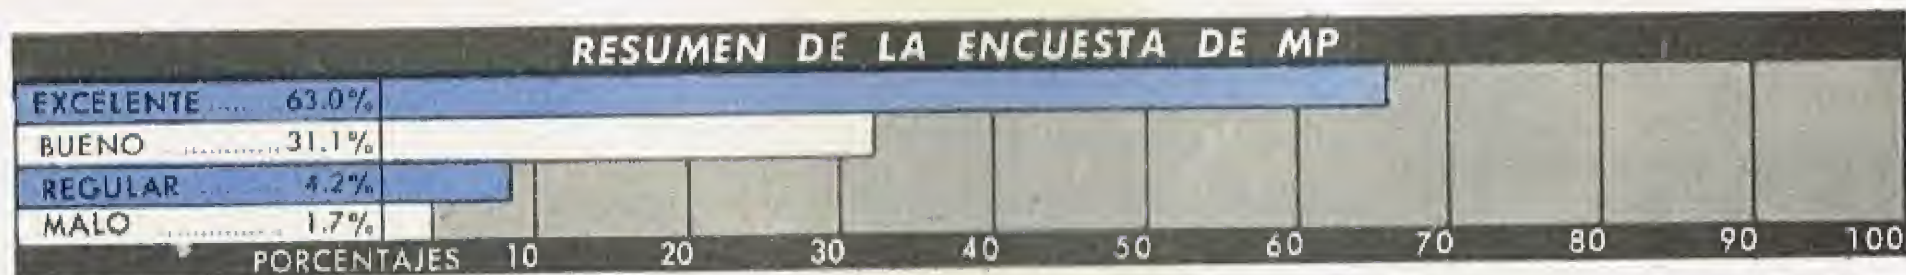 RESUMEN DE LA ENCUESTA DE MP
EXCELENTE ..... 63.0%
BUENO ............ 31.1%
REGULAR ........ 4.2%
MALO ............. 1.7%
PORCENTAJES 10 20 30 40 50 60 70 80 90 100